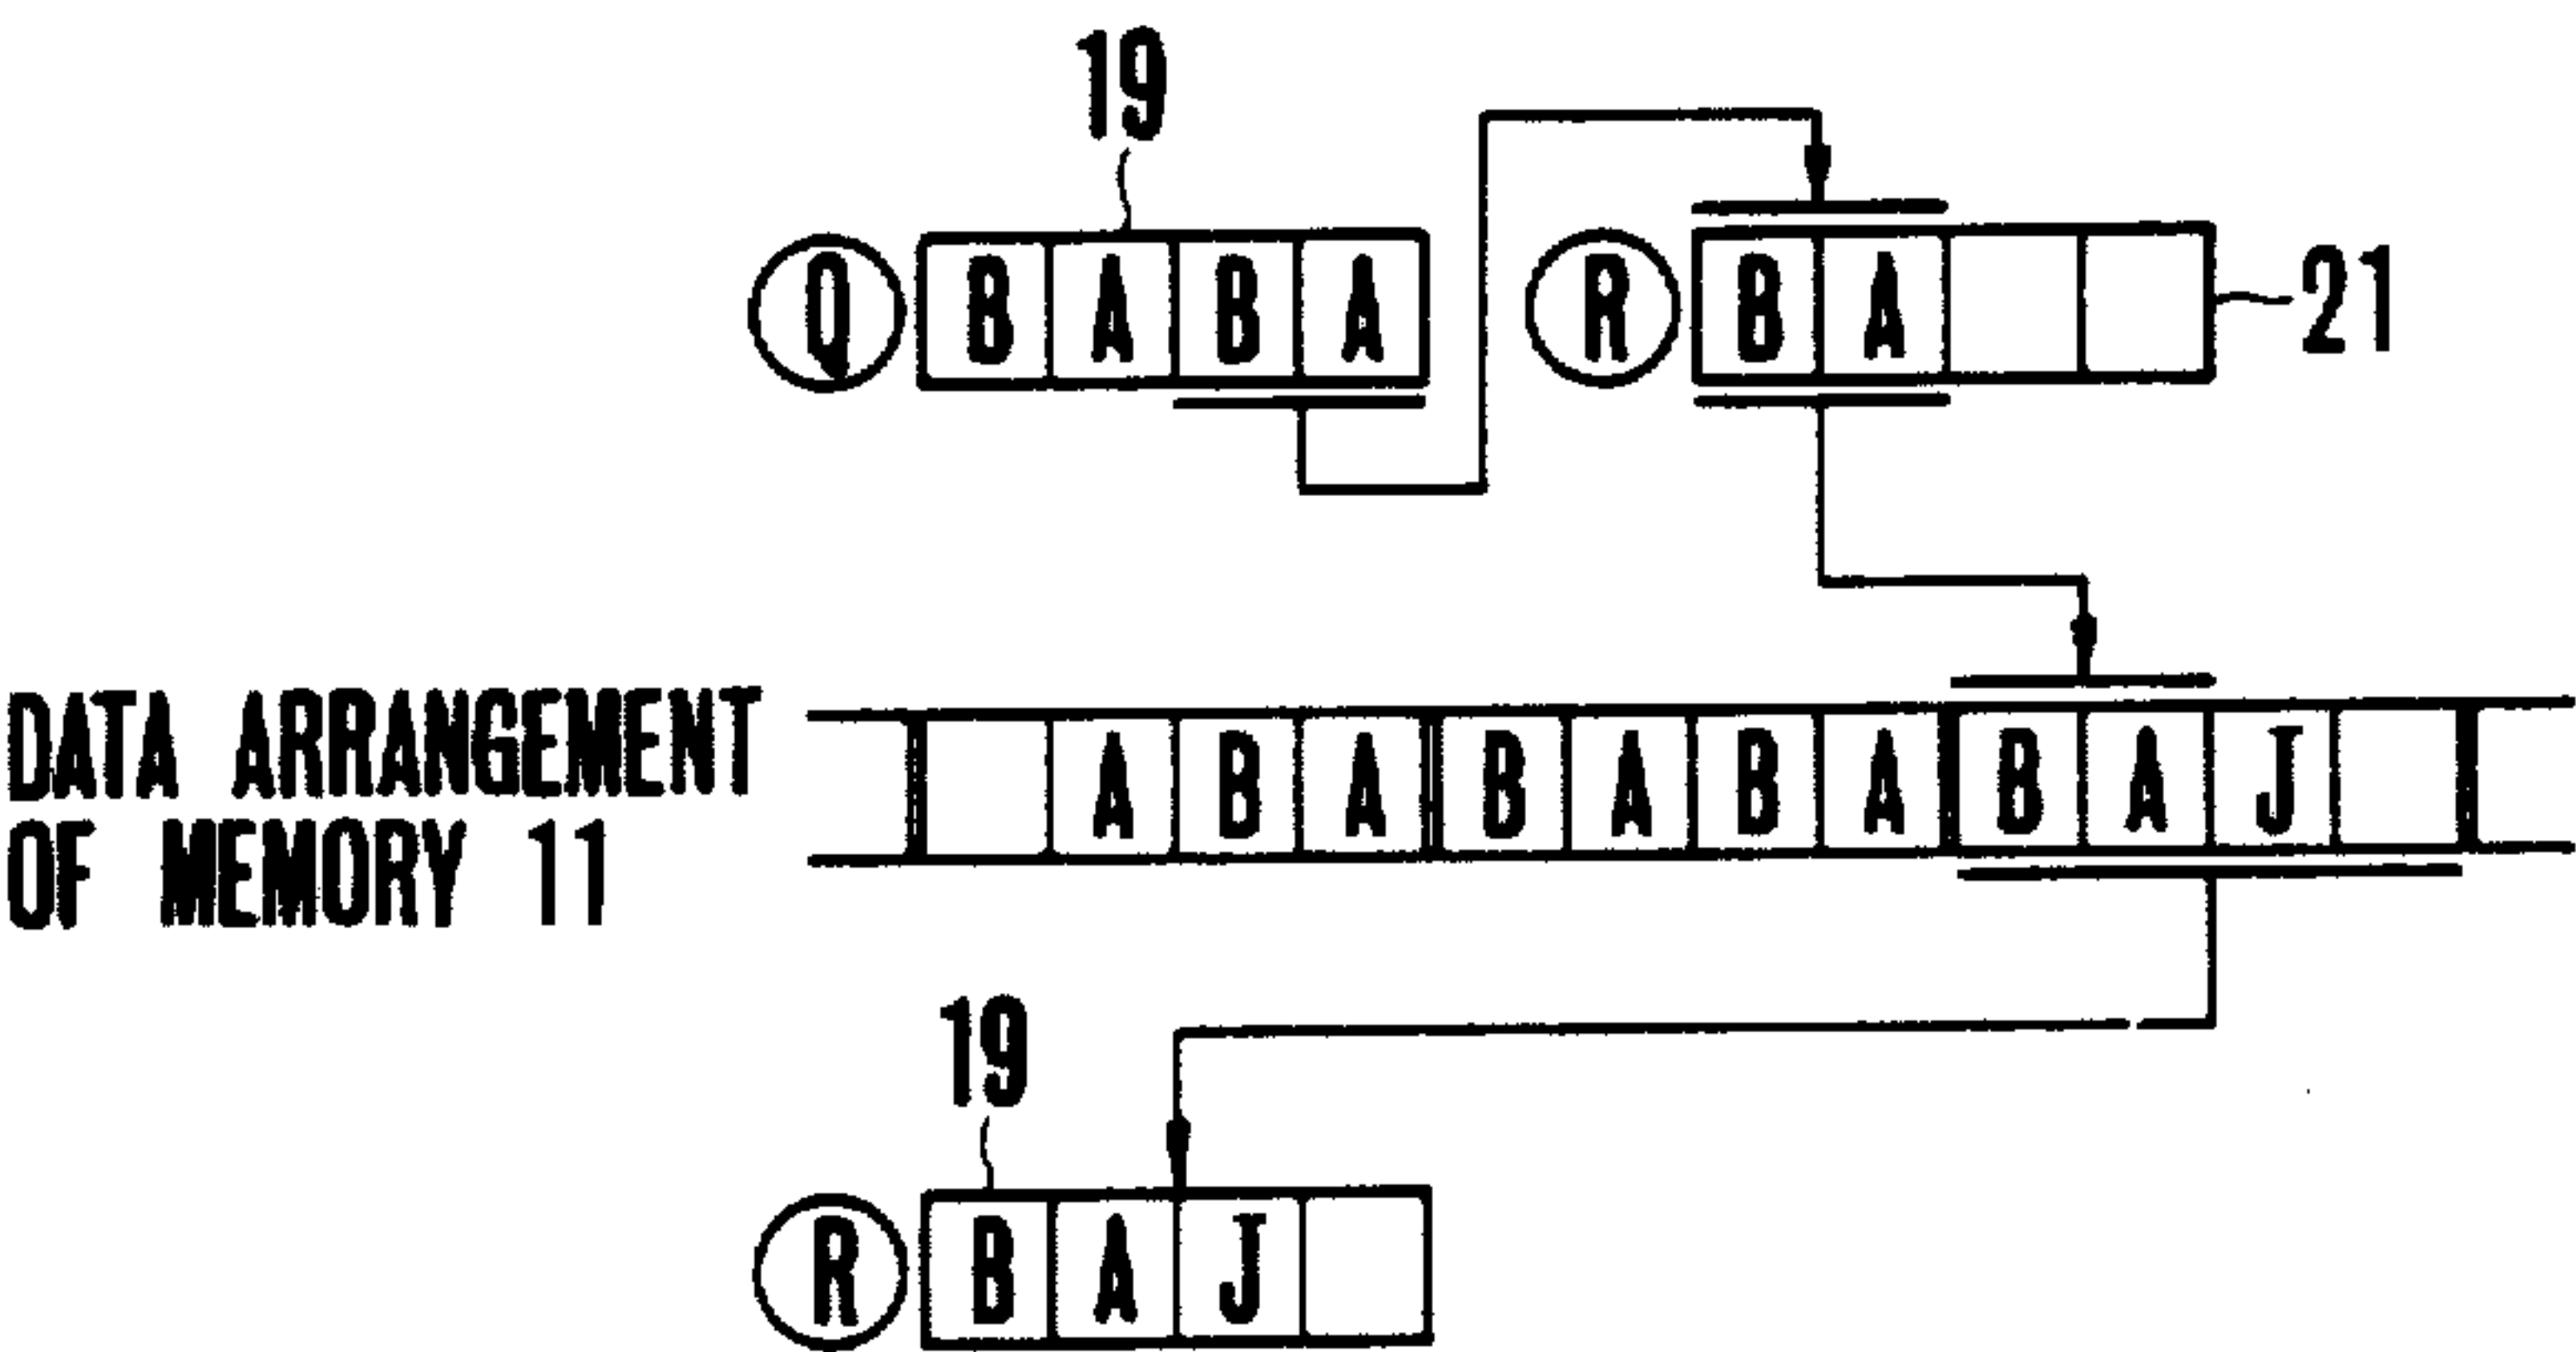 19
Q B A B A R B A 21
DATA ARRANGEMENT A B A B A B A B A J
OF MEMORY 11
19
R B A J